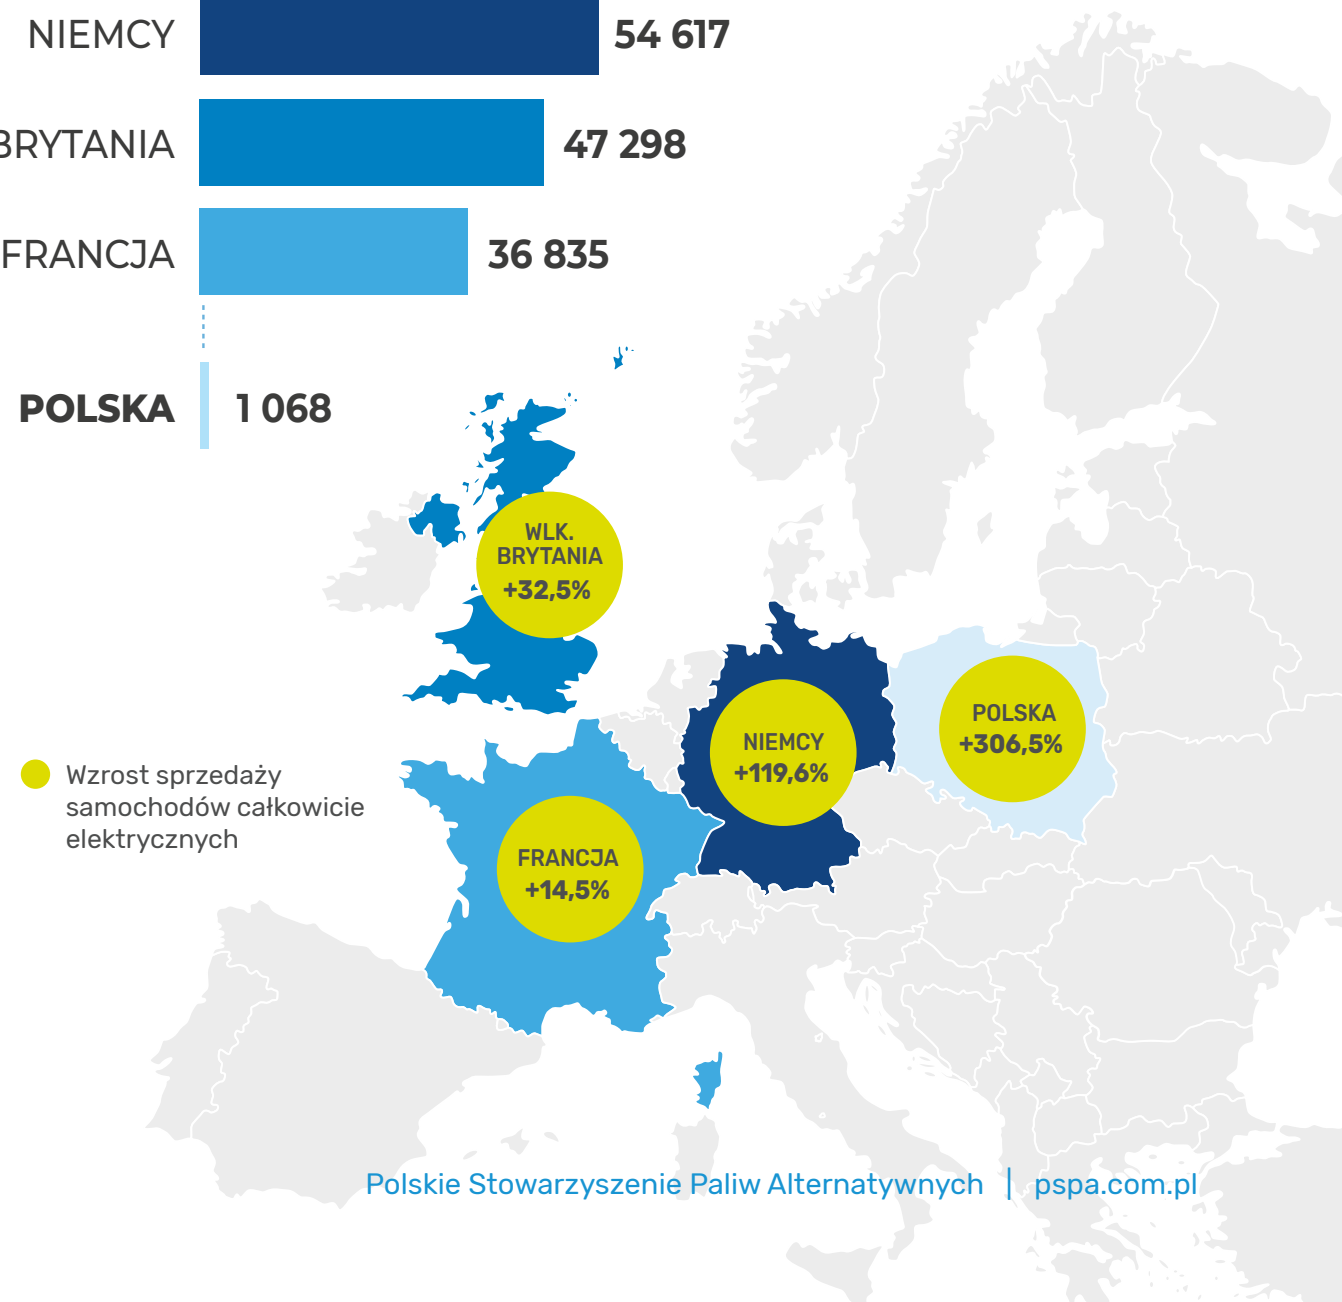 NIEMCY 54 617
BRYTANIA 47 298
FRANCJA 36 835
POLSKA 1 068
WLK.
BRYTANIA
+32,5%
POLSKA
+306,5%
NIEMCY
+119,6%
Wzrost sprzedaży
samochodów całkowicie
elektrycznych
FRANCJA
+14,5%
Polskie Stowarzyszenie Paliw Alternatywnych | pspa.com.pl